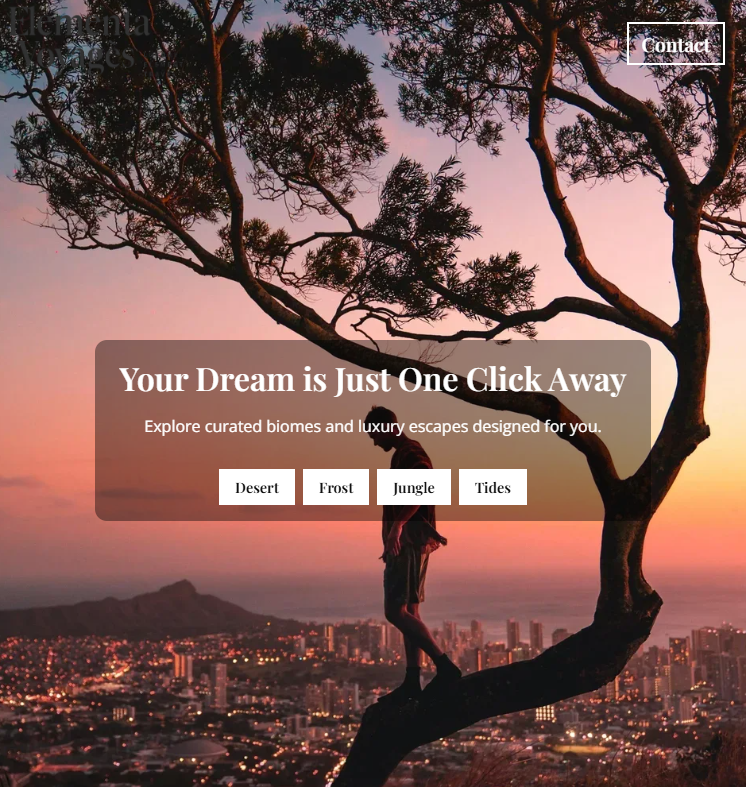 Elementa
Voyages
Contact
Your Dream is Just One Click Away
Explore curated biomes and luxury escapes designed for you.
Desert
Frost
Jungle
Tides